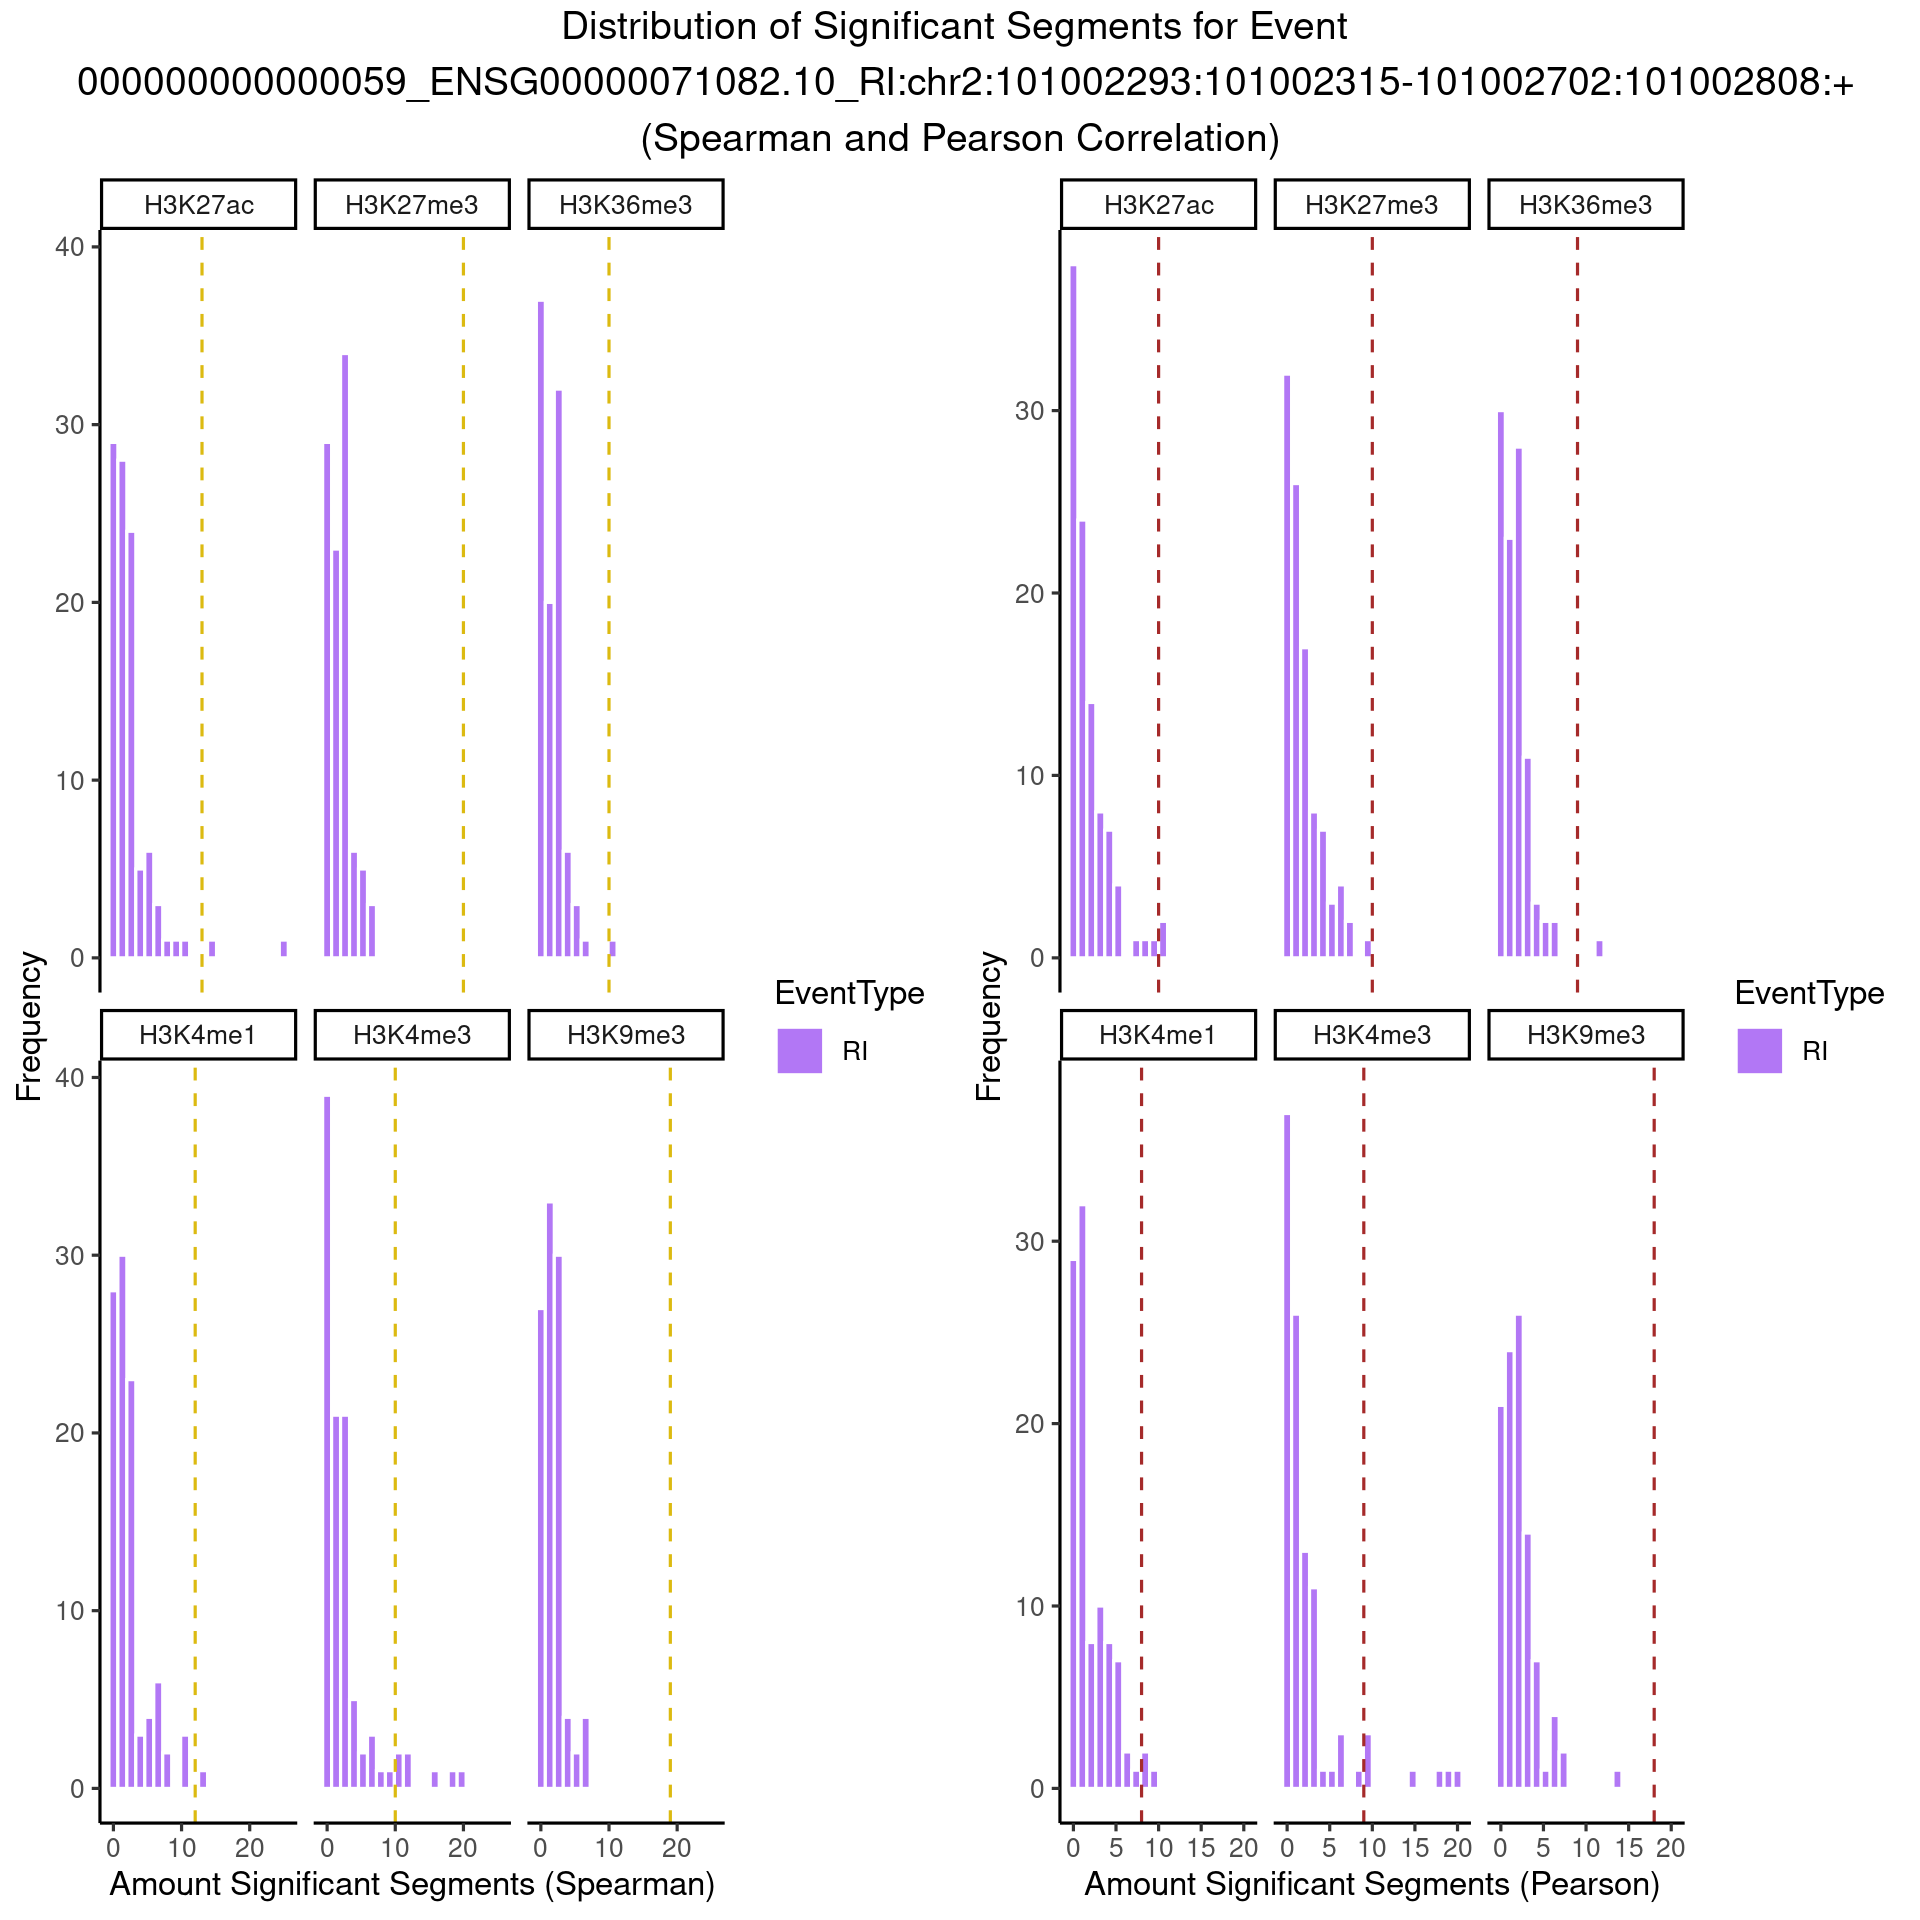 Distribution of Significant Segments for Event
000000000000059_ENSG00000071082.10_RI:chr2:101002293:101002315-101002702:101002808:+
(Spearman and Pearson Correlation)
H3K27ac H3K27me3 H3K36me3
40
30
20
10
0
H3K4me1 H3K4me3 H3K9me3
40
30
20
10
0
0 10 20 0 10 20 0 10 20
Frequency
Amount Significant Segments (Spearman)
EventType
RI
H3K27ac H3K27me3 H3K36me3
30
20
10
0
H3K4me1 H3K4me3 H3K9me3
30
20
10
0
0 5 10 15 20 0 5 10 15 20 0 5 10 15 20
Frequency
Amount Significant Segments (Pearson)
EventType
RI